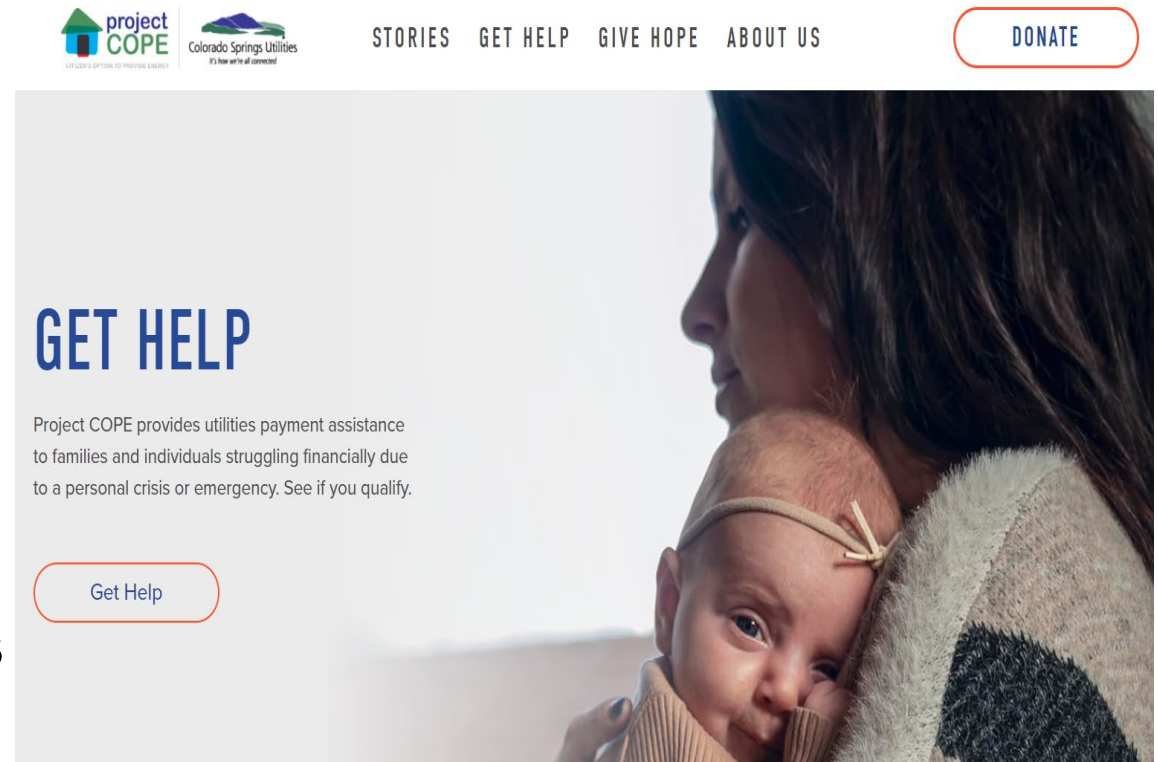 project
COPE
CITIZEN'S OPTION TO PROVIDE ENERGY
Colorado Springs Utilities
It's how we're all connected
STORIES GET HELP GIVE HOPE ABOUT US
DONATE
GET HELP
Project COPE provides utilities payment assistance
to families and individuals struggling financially due
to a personal crisis or emergency. See if you qualify.
Get Help